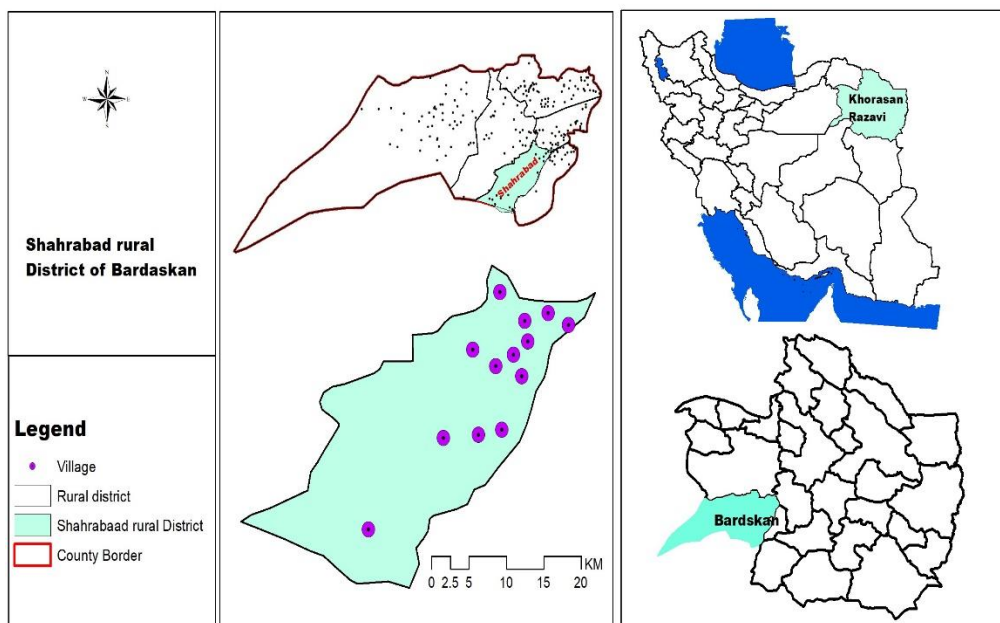 N
W
E
S
Shahrabad rural
District of Bardaskan
Legend
Village
Rural district
Shahrabaad rural District
County Border
Shahrabad
0 2.5 5 10 15 20
KM
Khorasan
Razavi
Bardskan